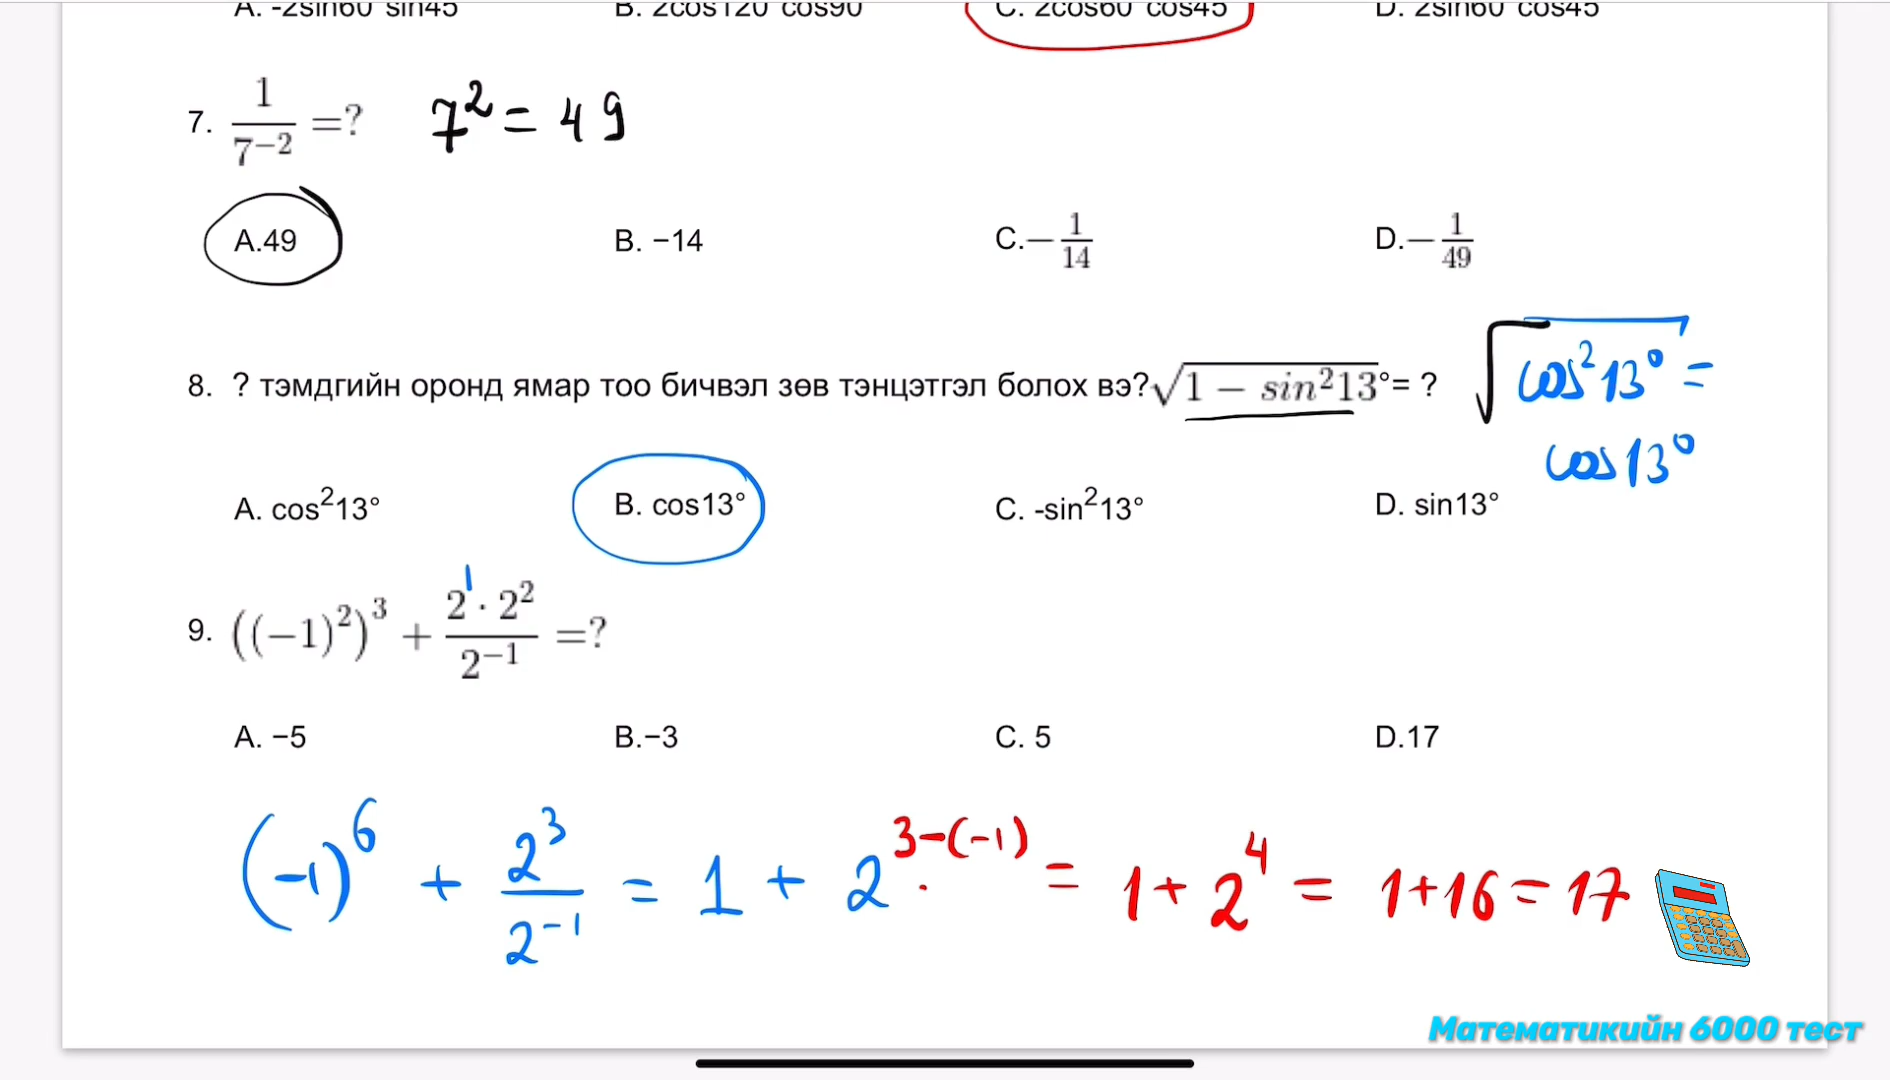 A. -2sin60 sin45 B. 2cos120 cos90 C. 2cos60 cos45 D. 2sin60 cos45
7. 1/7⁻² =? 7² = 49
A.49 B. −14 C.−1/14 D.−1/49
8. ? тэмдгийн оронд ямар тоо бичвэл зөв тэнцэтгэл болох вэ?√(1 − sin²13°)= ? √(cos²13°) =
cos13°
A. cos²13° B. cos13° C. -sin²13° D. sin13°
9. ((−1)²)³ + (2¹ · 2²)/2⁻¹ =?
A. −5 B.−3 C. 5 D.17
(-1)⁶ + 2³/2⁻¹ = 1 + 2³⁻⁽⁻¹⁾ = 1+2⁴ = 1+16=17
Математикийн 6000 тест